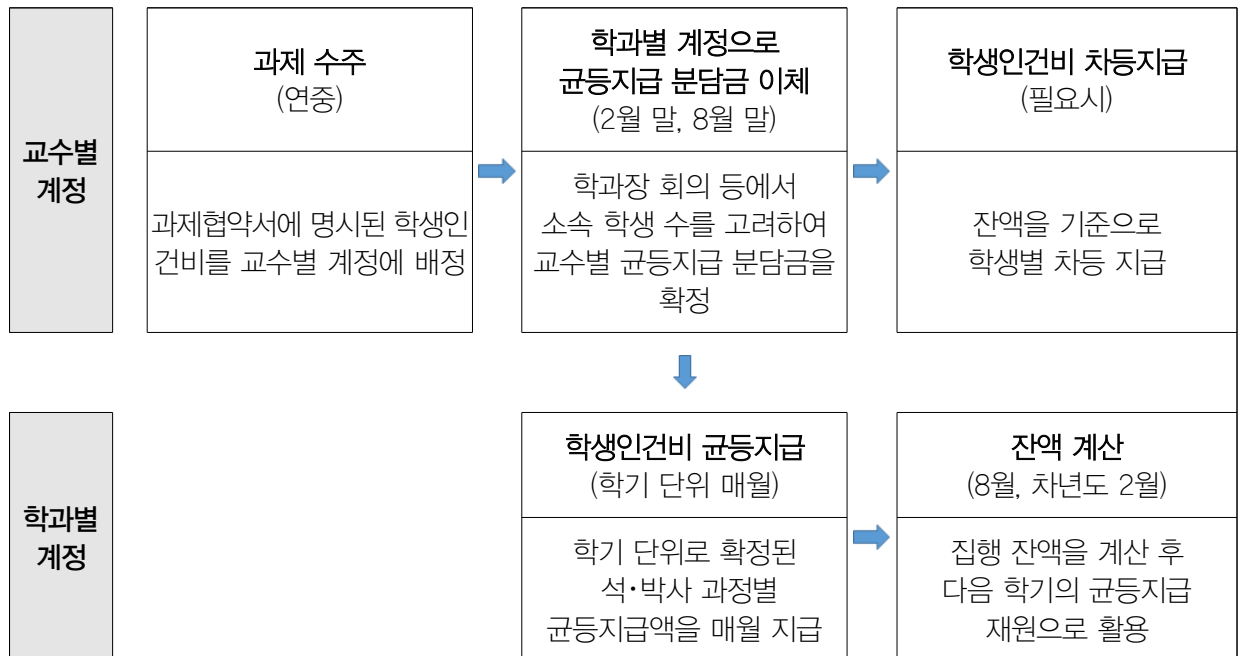 교수별
계정
과제 수주
(연중)
과제협약서에 명시된 학생인
건비를 교수별 계정에 배정
학과별 계정으로
균등지급 분담금 이체
(2월 말, 8월 말)
학과장 회의 등에서
소속 학생 수를 고려하여
교수별 균등지급 분담금을
확정
학생인건비 차등지급
(필요시)
잔액을 기준으로
학생별 차등 지급
학과별
계정
학생인건비 균등지급
(학기 단위 매월)
학기 단위로 확정된
석·박사 과정별
균등지급액을 매월 지급
잔액 계산
(8월, 차년도 2월)
집행 잔액을 계산 후
다음 학기의 균등지급
재원으로 활용